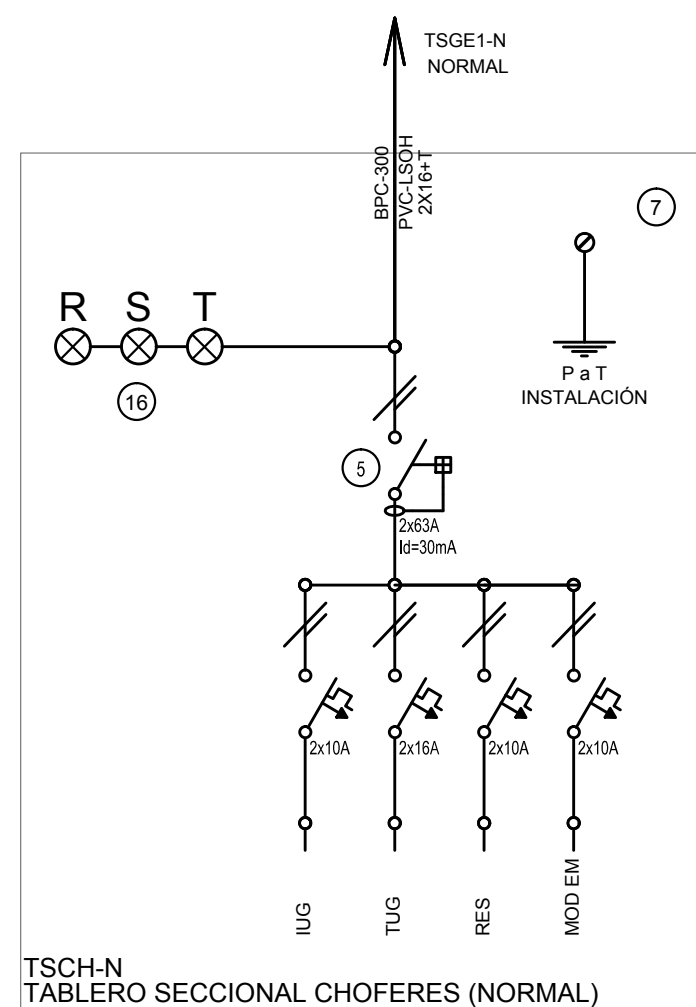 TSGE1-N
NORMAL
BPC-300
PVC-LSOH
2X16+T
7
R S T
16
P a T
INSTALACIÓN
5
2x63A
Id=30mA
2x10A
2x16A
2x10A
2x10A
IUG
TUG
RES
MOD EM
TSCH-N
TABLERO SECCIONAL CHOFERES (NORMAL)